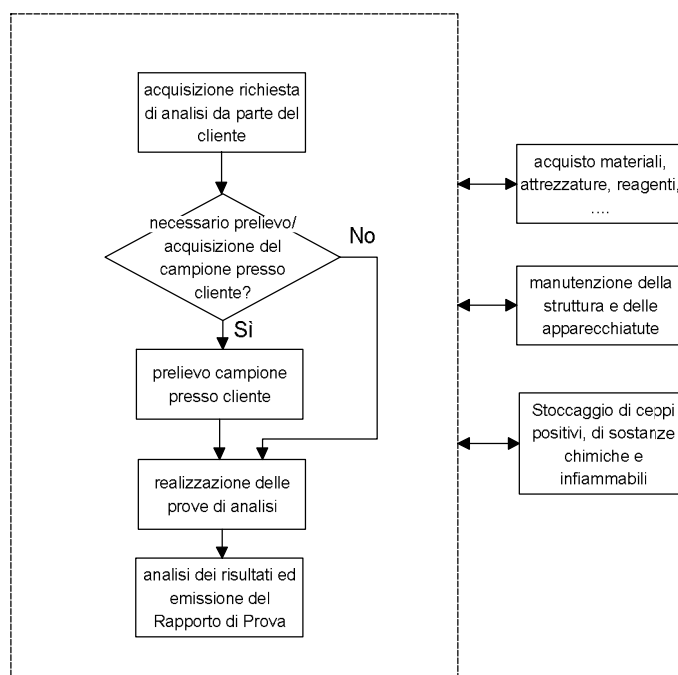 acquisizione richiesta
di analisi da parte del
cliente
necessario prelievo/
acquisizione del
campione presso
cliente?
No
Sì
prelievo campione
presso cliente
realizzazione delle
prove di analisi
analisi dei risultati ed
emissione del
Rapporto di Prova
acquisto materiali,
attrezzature, reagenti,
....
manutenzione della
struttura e delle
apparecchiatute
Stoccaggio di ceppi
positivi, di sostanze
chimiche e
infiammabili